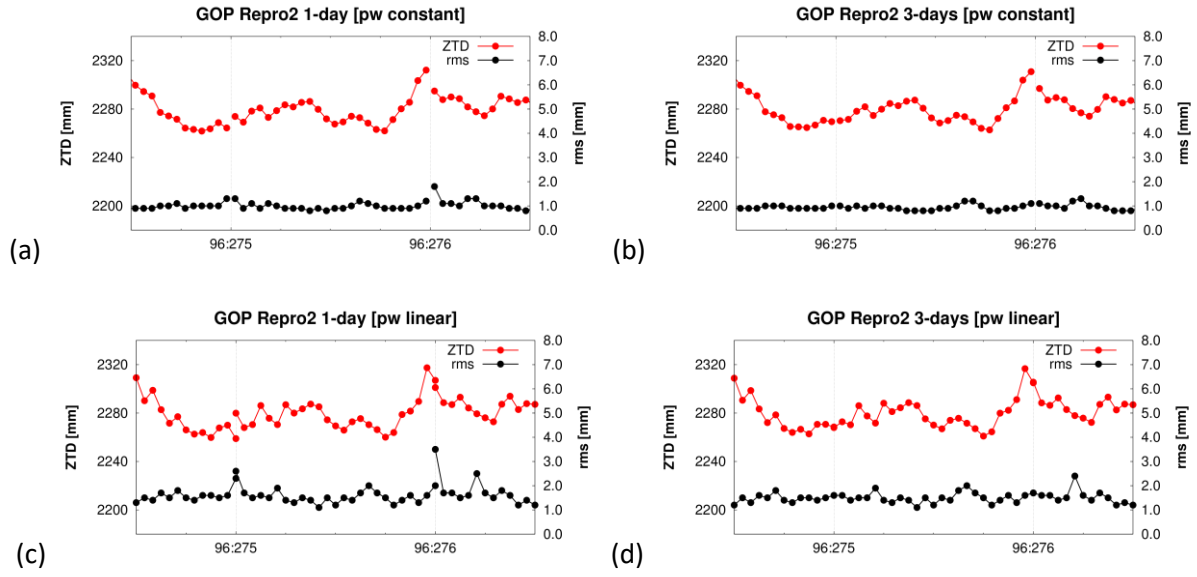 GOP Repro2 1-day [pw constant]
ZTD [mm]
2320
2280
2240
2200
ZTD
rms
8.0
7.0
6.0
5.0
4.0
3.0
2.0
1.0
0.0
rms [mm]
96:275
96:276
(a)
GOP Repro2 3-days [pw constant]
ZTD [mm]
2320
2280
2240
2200
ZTD
rms
8.0
7.0
6.0
5.0
4.0
3.0
2.0
1.0
0.0
rms [mm]
96:275
96:276
(b)
GOP Repro2 1-day [pw linear]
ZTD [mm]
2320
2280
2240
2200
ZTD
rms
8.0
7.0
6.0
5.0
4.0
3.0
2.0
1.0
0.0
rms [mm]
96:275
96:276
(c)
GOP Repro2 3-days [pw linear]
ZTD [mm]
2320
2280
2240
2200
ZTD
rms
8.0
7.0
6.0
5.0
4.0
3.0
2.0
1.0
0.0
rms [mm]
96:275
96:276
(d)